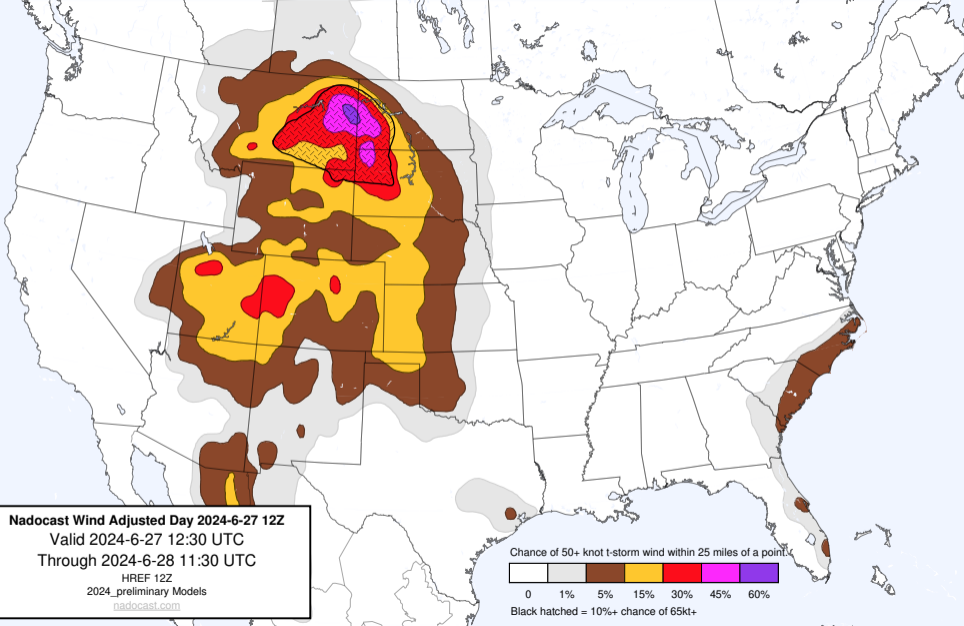 Nadocast Wind Adjusted Day 2024-6-27 12Z
Valid 2024-6-27 12:30 UTC
Through 2024-6-28 11:30 UTC
HREF 12Z
2024_preliminary Models
nadocast.com
Chance of 50+ knot t-storm wind within 25 miles of a point.
0 1% 5% 15% 30% 45% 60%
Black hatched = 10%+ chance of 65kt+